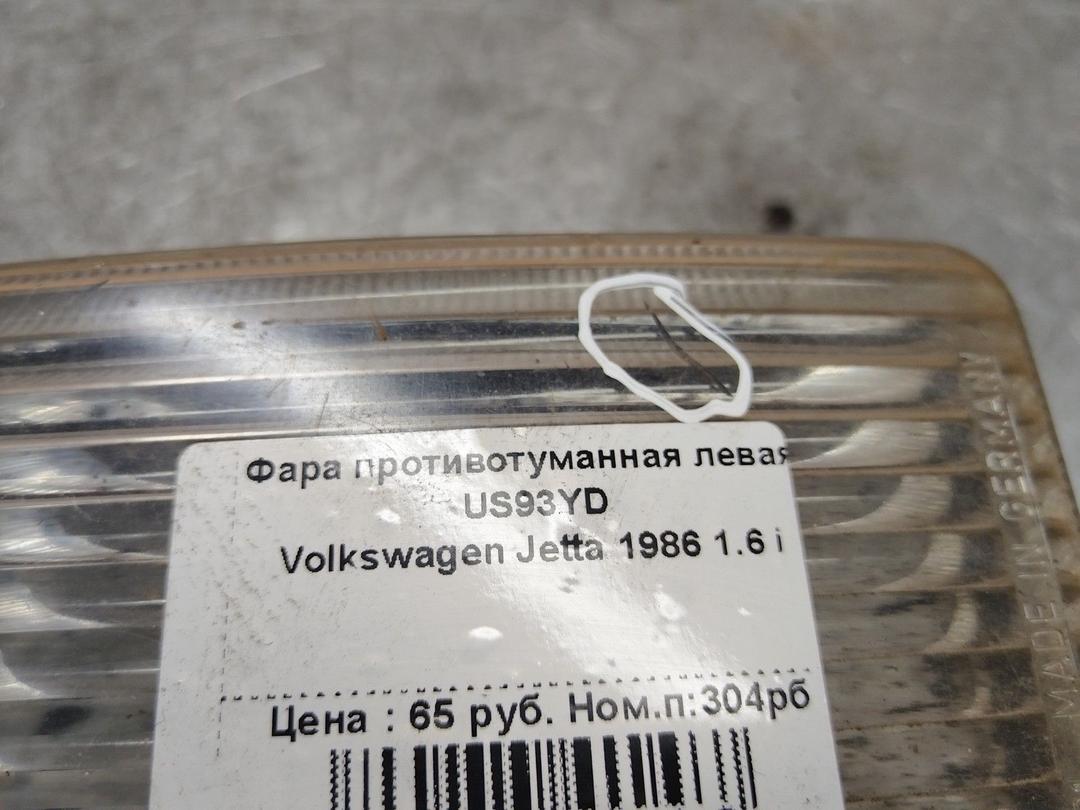 Фара противотуманная левая
US93YD
Volkswagen Jetta 1986 1.6 i
Цена : 65 руб. Ном.п:304рб
MADE IN GERMANY